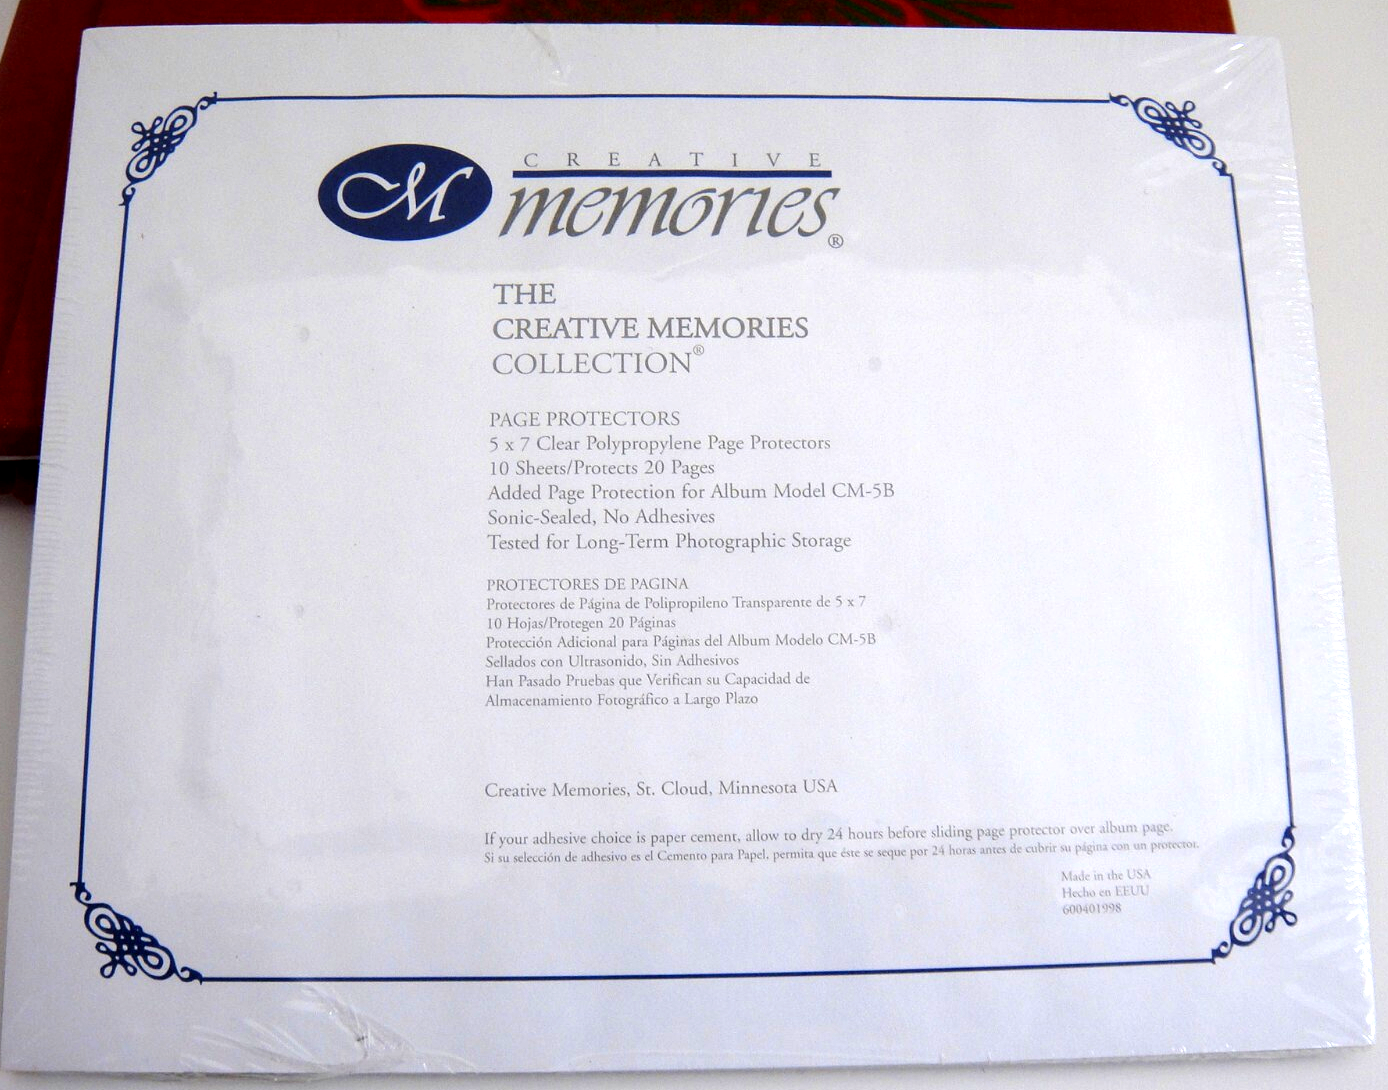 M
CREATIVE
memories®
THE
CREATIVE MEMORIES
COLLECTION®
PAGE PROTECTORS
5 x 7 Clear Polypropylene Page Protectors
10 Sheets/Protects 20 Pages
Added Page Protection for Album Model CM-5B
Sonic-Sealed, No Adhesives
Tested for Long-Term Photographic Storage
PROTECTORES DE PAGINA
Protectores de Página de Polipropileno Transparente de 5 x 7
10 Hojas/Protegen 20 Páginas
Protección Adicional para Páginas del Album Modelo CM-5B
Sellados con Ultrasonido, Sin Adhesivos
Han Pasado Pruebas que Verifican su Capacidad de
Almacenamiento Fotográfico a Largo Plazo
Creative Memories, St. Cloud, Minnesota USA
If your adhesive choice is paper cement, allow to dry 24 hours before sliding page protector over album page.
Si su selección de adhesivo es el Cemento para Papel, permita que éste se seque por 24 horas antes de cubrir su página con un protector.
Made in the USA
Hecho en EEUU
600401998